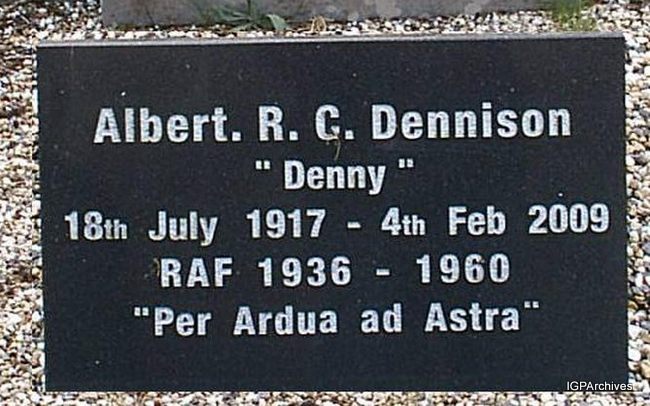 Albert. R. C. Dennison
"Denny"
18th July 1917 - 4th Feb 2009
RAF 1936 - 1960
"Per Ardua ad Astra"
IGPArchives